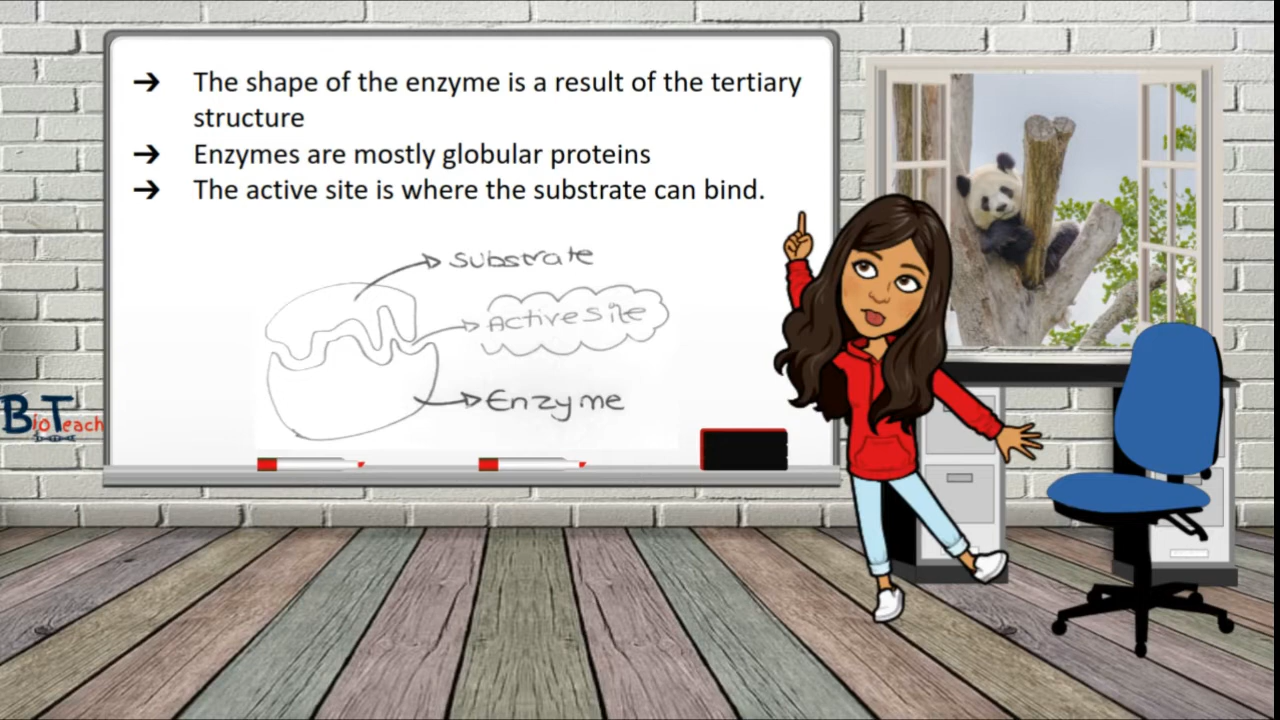 ➔ The shape of the enzyme is a result of the tertiary
structure
➔ Enzymes are mostly globular proteins
➔ The active site is where the substrate can bind.
Substrate
Active site
Enzyme
BioTeach